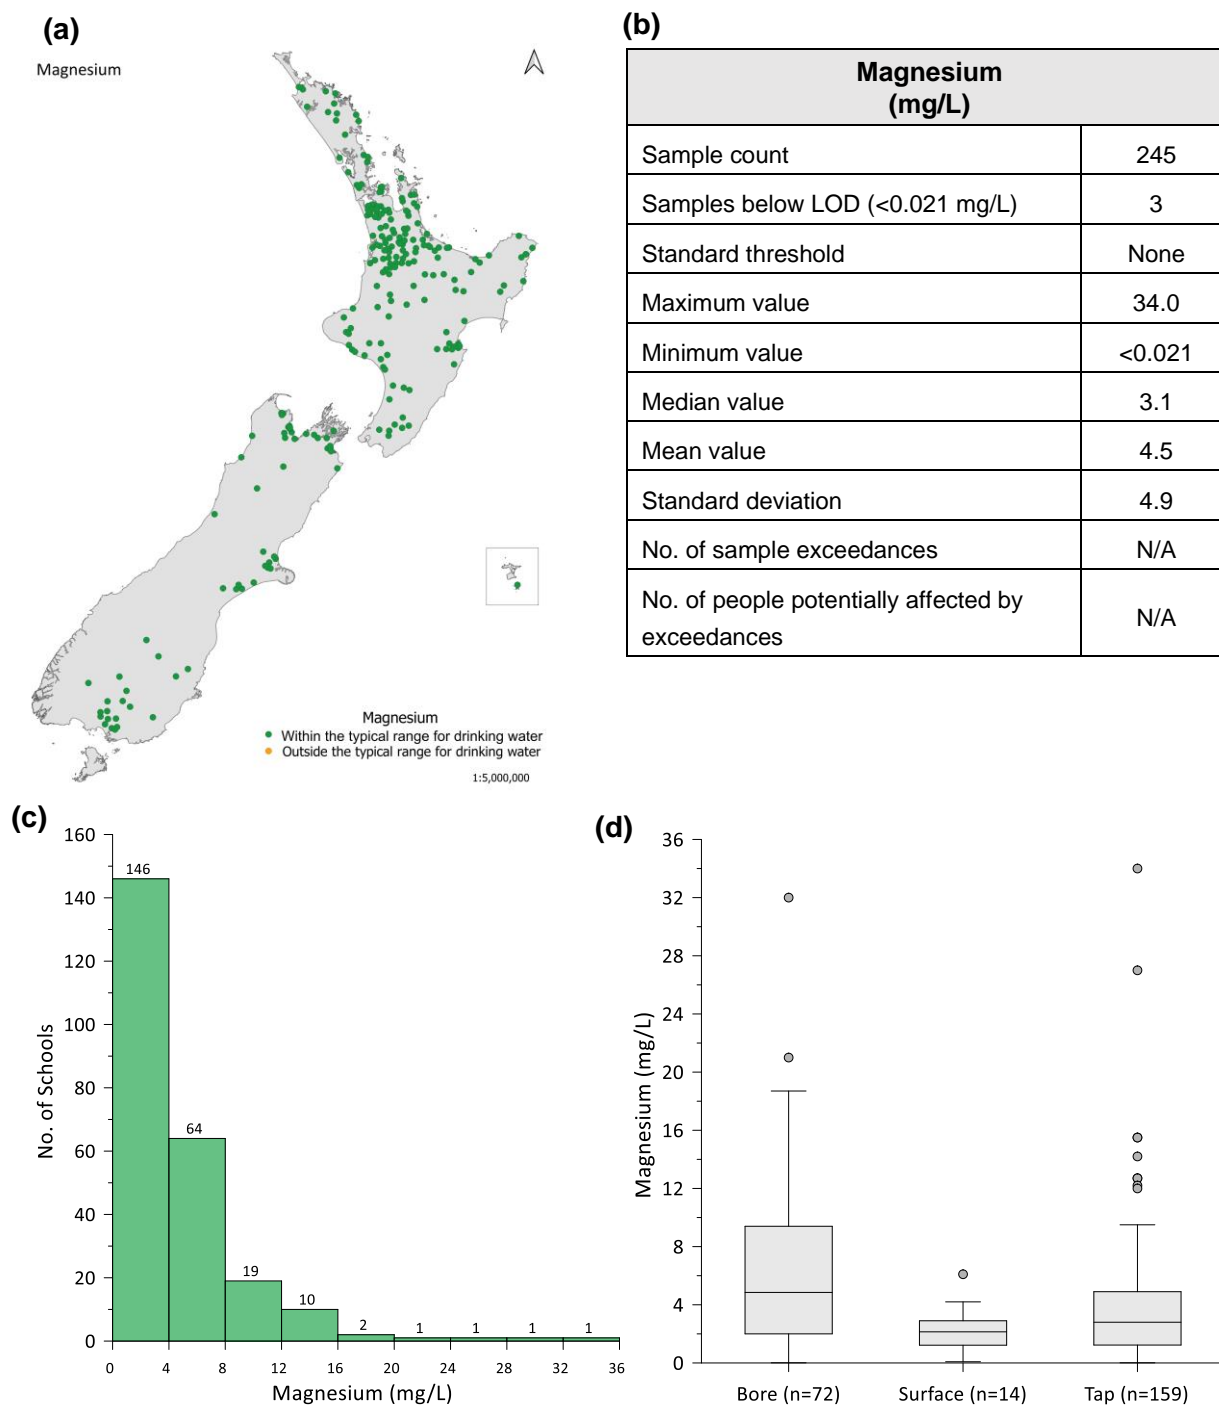 (a)
Magnesium
Magnesium
Within the typical range for drinking water
Outside the typical range for drinking water
1:5,000,000
(b)
Magnesium
(mg/L)
Sample count 245
Samples below LOD (<0.021 mg/L) 3
Standard threshold None
Maximum value 34.0
Minimum value <0.021
Median value 3.1
Mean value 4.5
Standard deviation 4.9
No. of sample exceedances N/A
No. of people potentially affected by
exceedances N/A
(c)
No. of Schools
160
140
120
100
80
60
40
20
0
146
64
19
10
2
1
1
1
1
0 4 8 12 16 20 24 28 32 36
Magnesium (mg/L)
(d)
Magnesium (mg/L)
36
32
28
24
20
16
12
8
4
0
Bore (n=72) Surface (n=14) Tap (n=159)